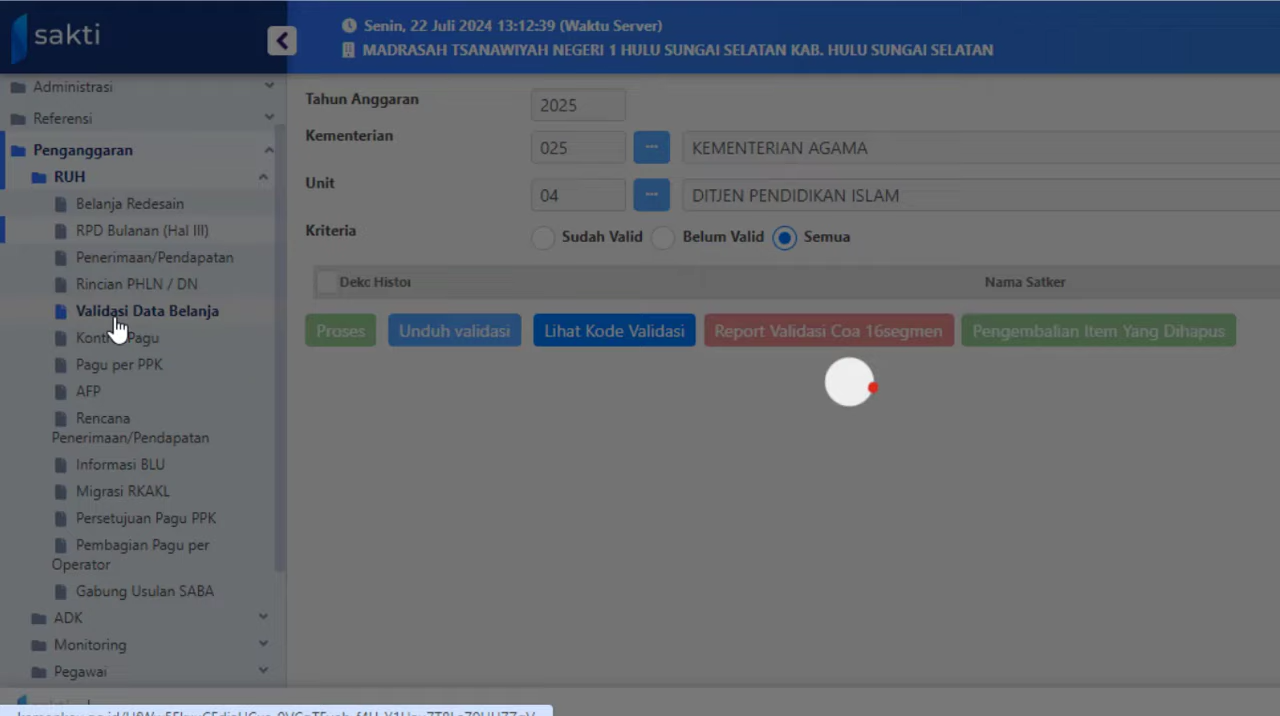 sakti
Senin, 22 Juli 2024 13:12:39 (Waktu Server)
MADRASAH TSANAWIYAH NEGERI 1 HULU SUNGAI SELATAN KAB. HULU SUNGAI SELATAN
Administrasi
Referensi
Penganggaran
RUH
Belanja Redesain
RPD Bulanan (Hal III)
Penerimaan/Pendapatan
Rincian PHLN / DN
Validasi Data Belanja
Pagu
Pagu per PPK
AFP
Rencana
Penerimaan/Pendapatan
Informasi BLU
Migrasi RKAKL
Persetujuan Pagu PPK
Pembagian Pagu per
Operator
Gabung Usulan SABA
ADK
Monitoring
Pegawai
Tahun Anggaran 2025
Kementerian 025 ... KEMENTERIAN AGAMA
Unit 04 ... DITJEN PENDIDIKAN ISLAM
Kriteria Sudah Valid Belum Valid Semua
Dekc Histor Nama Satker
Proses Unduh validasi Lihat Kode Validasi Report Validasi Coa 16segmen Pengembalian Item Yang Dihapus